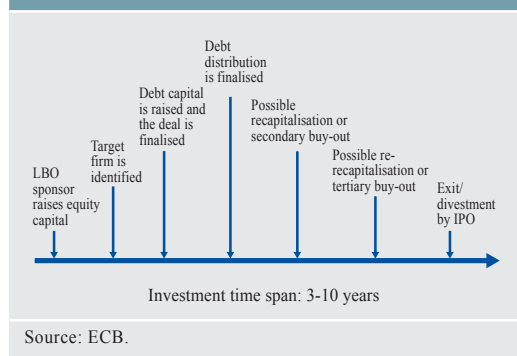 LBO
sponsor
raises equity
capital
Target
firm is
identified
Debt capital
is raised and
the deal is
finalised
Debt
distribution
is finalised
Possible
recapitalisation or
secondary buy-out
Possible re-
recapitalisation or
tertiary buy-out
Exit/
divestment
by IPO
Investment time span: 3-10 years
Source: ECB.